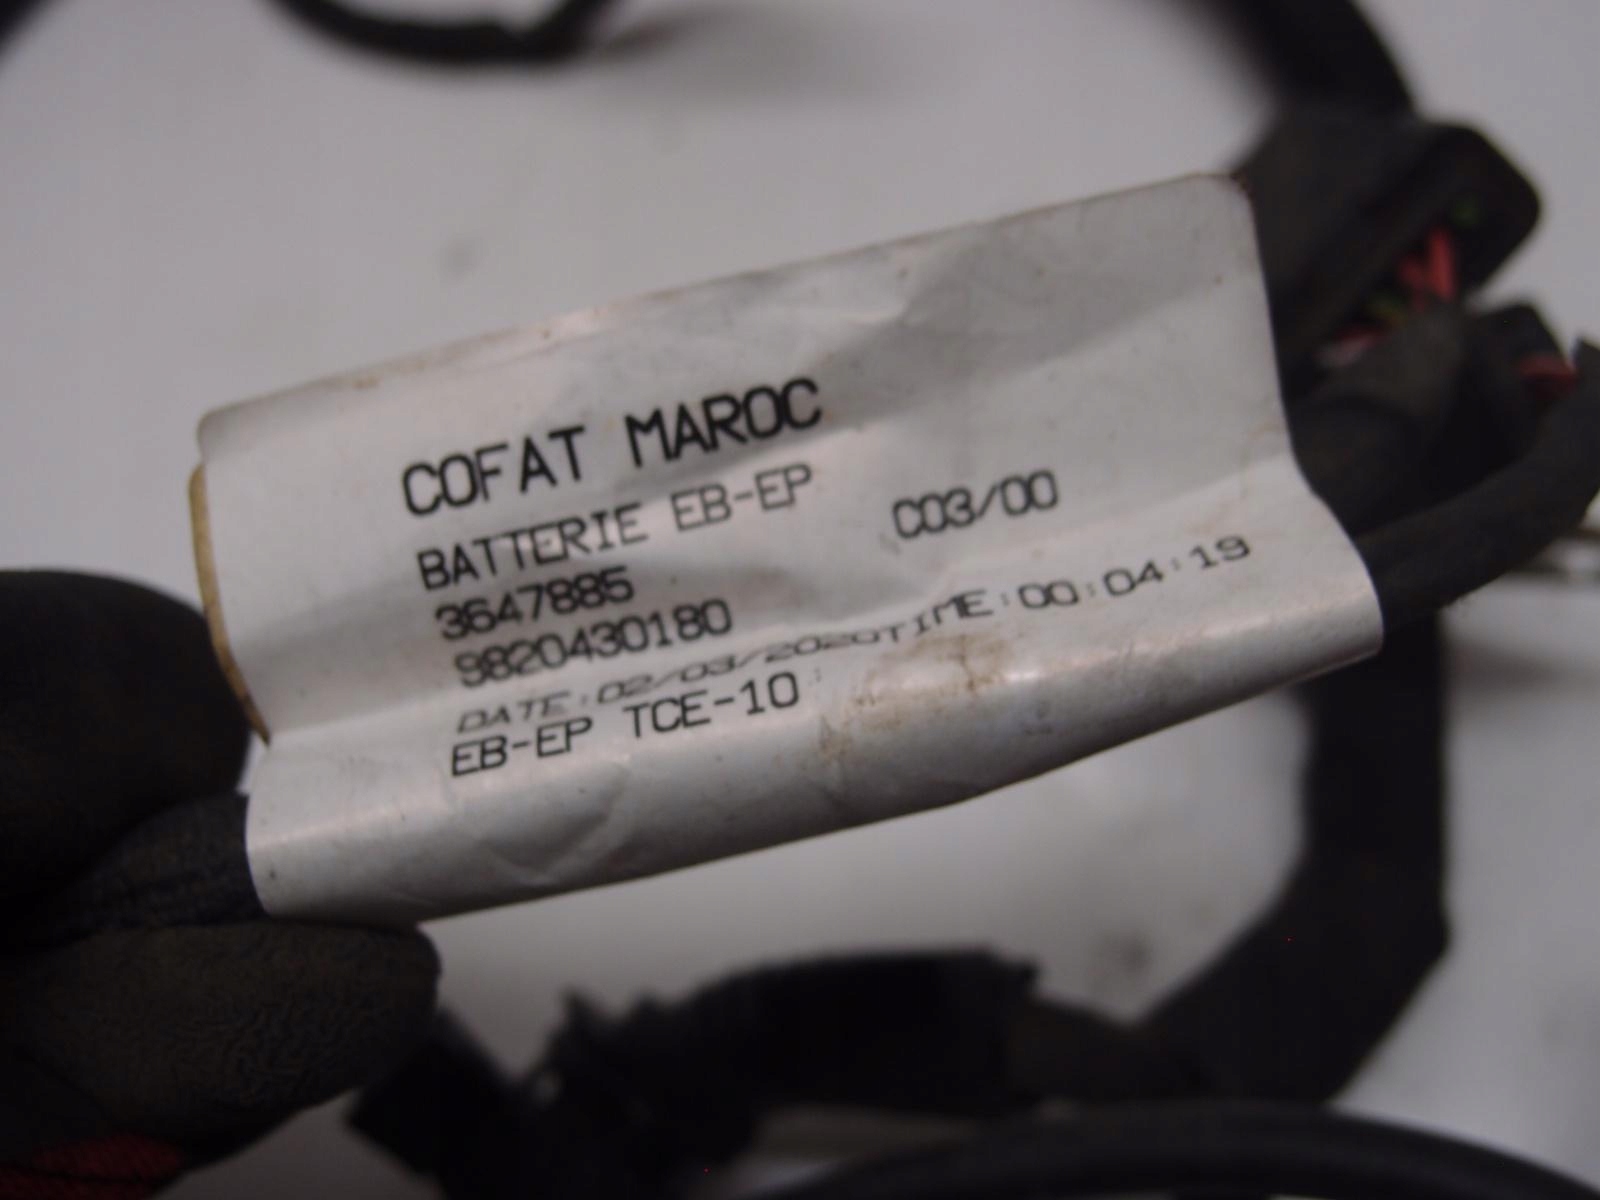 COFAT MAROC
BATTERIE EB-EP C03/00
3647885
9820430180
DATE:02/03/2020TIME:00:04:19
EB-EP TCE-10